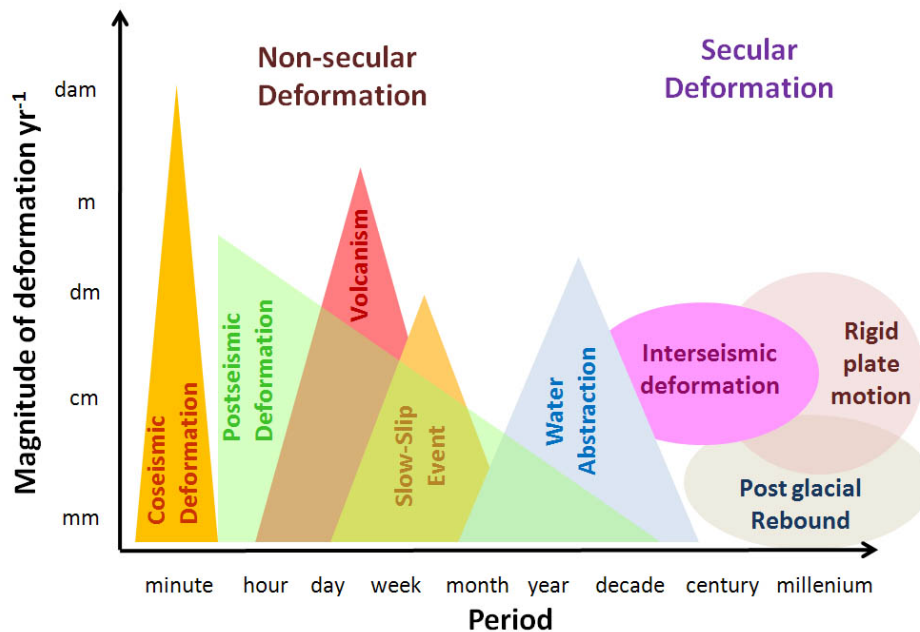 Non-secular
Deformation
Secular
Deformation
Magnitude of deformation yr-1
dam
m
dm
cm
mm
Coseismic
Deformation
Postseismic
Deformation
Volcanism
Slow-Slip
Event
Water
Abstraction
Interseismic
deformation
Rigid
plate
motion
Post glacial
Rebound
minute hour day week month year decade century millenium
Period